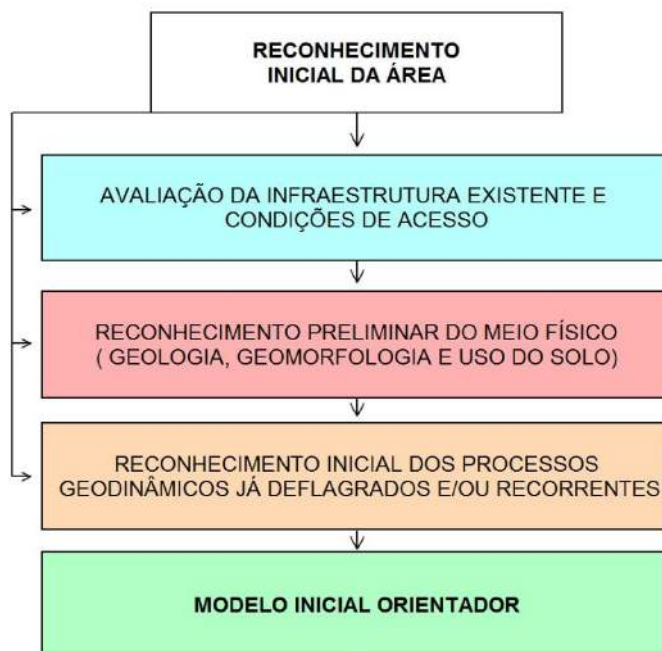 RECONHECIMENTO
INICIAL DA ÁREA
AVALIAÇÃO DA INFRAESTRUTURA EXISTENTE E
CONDIÇÕES DE ACESSO
RECONHECIMENTO PRELIMINAR DO MEIO FÍSICO
( GEOLOGIA, GEOMORFOLOGIA E USO DO SOLO)
RECONHECIMENTO INICIAL DOS PROCESSOS
GEODINÂMICOS JÁ DEFLAGRADOS E/OU RECORRENTES
MODELO INICIAL ORIENTADOR